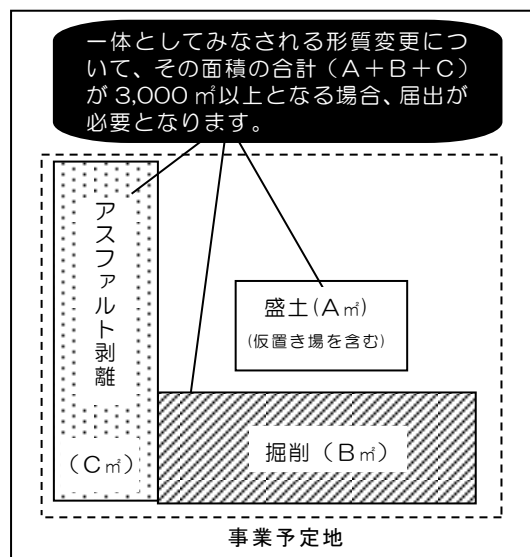 一体としてみなされる形質変更につ
いて、その面積の合計（A＋B＋C）
が 3,000 ㎡以上となる場合、届出が
必要となります。
アスファルト剥離
（C㎡）
盛土(A㎡)
(仮置き場を含む)
掘削（B㎡）
事業予定地